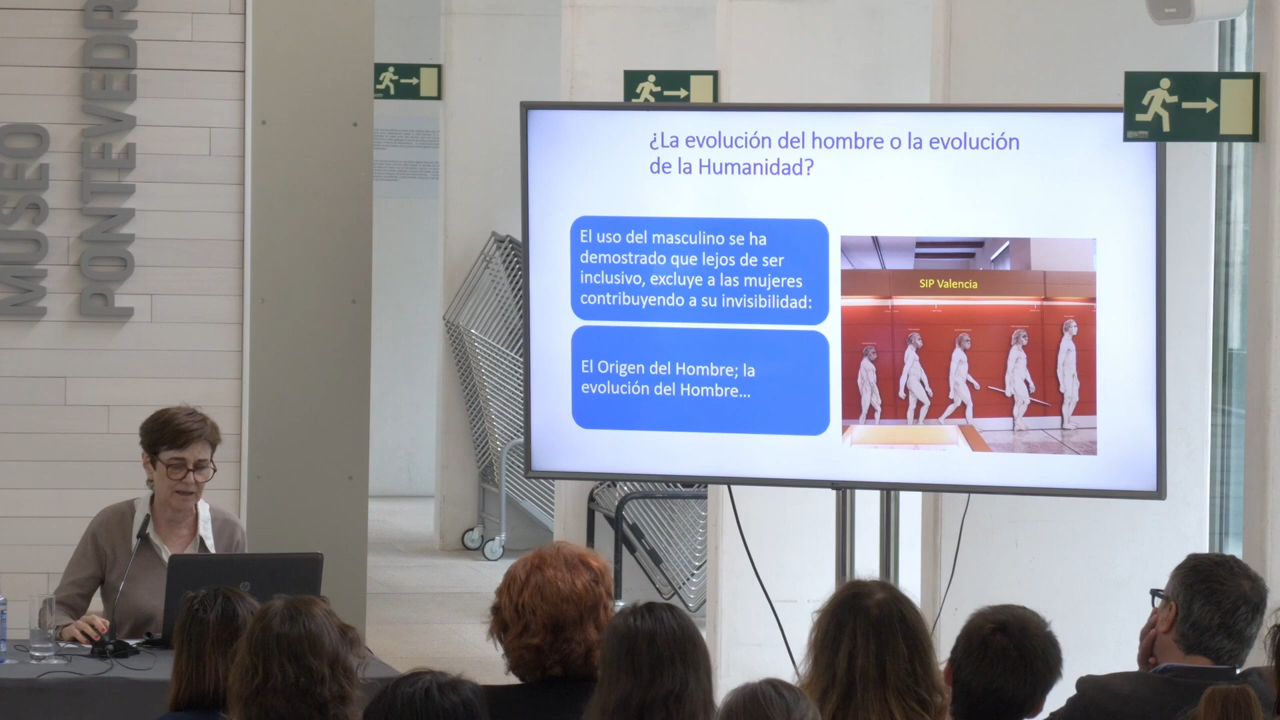 MUSEO
PONTEVEDR
¿La evolución del hombre o la evolución
de la Humanidad?
El uso del masculino se ha
demostrado que lejos de ser
inclusivo, excluye a las mujeres
contribuyendo a su invisibilidad:
El Origen del Hombre; la
evolución del Hombre...
SIP Valencia
hp